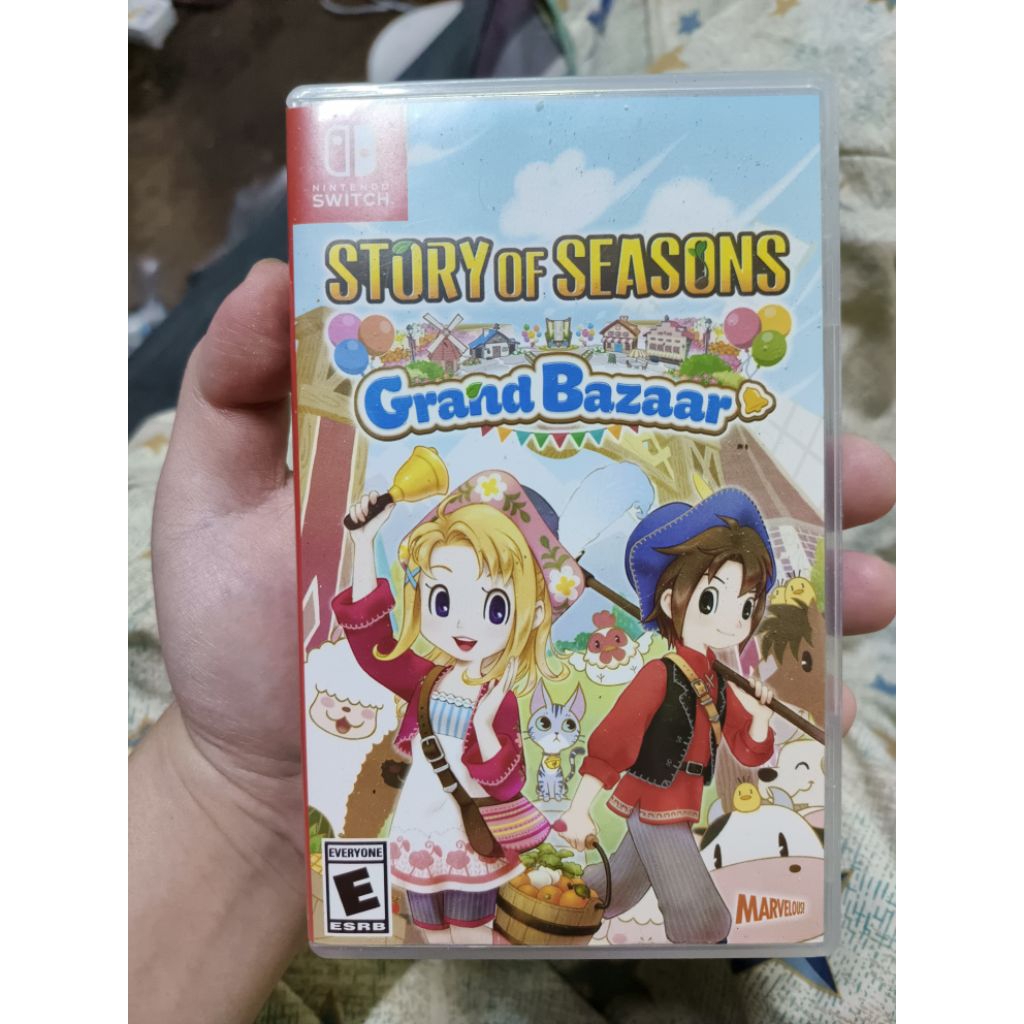 NINTENDO
SWITCH
STORY OF SEASONS
Grand Bazaar
EVERYONE
E
ESRB
MARVELOUS!